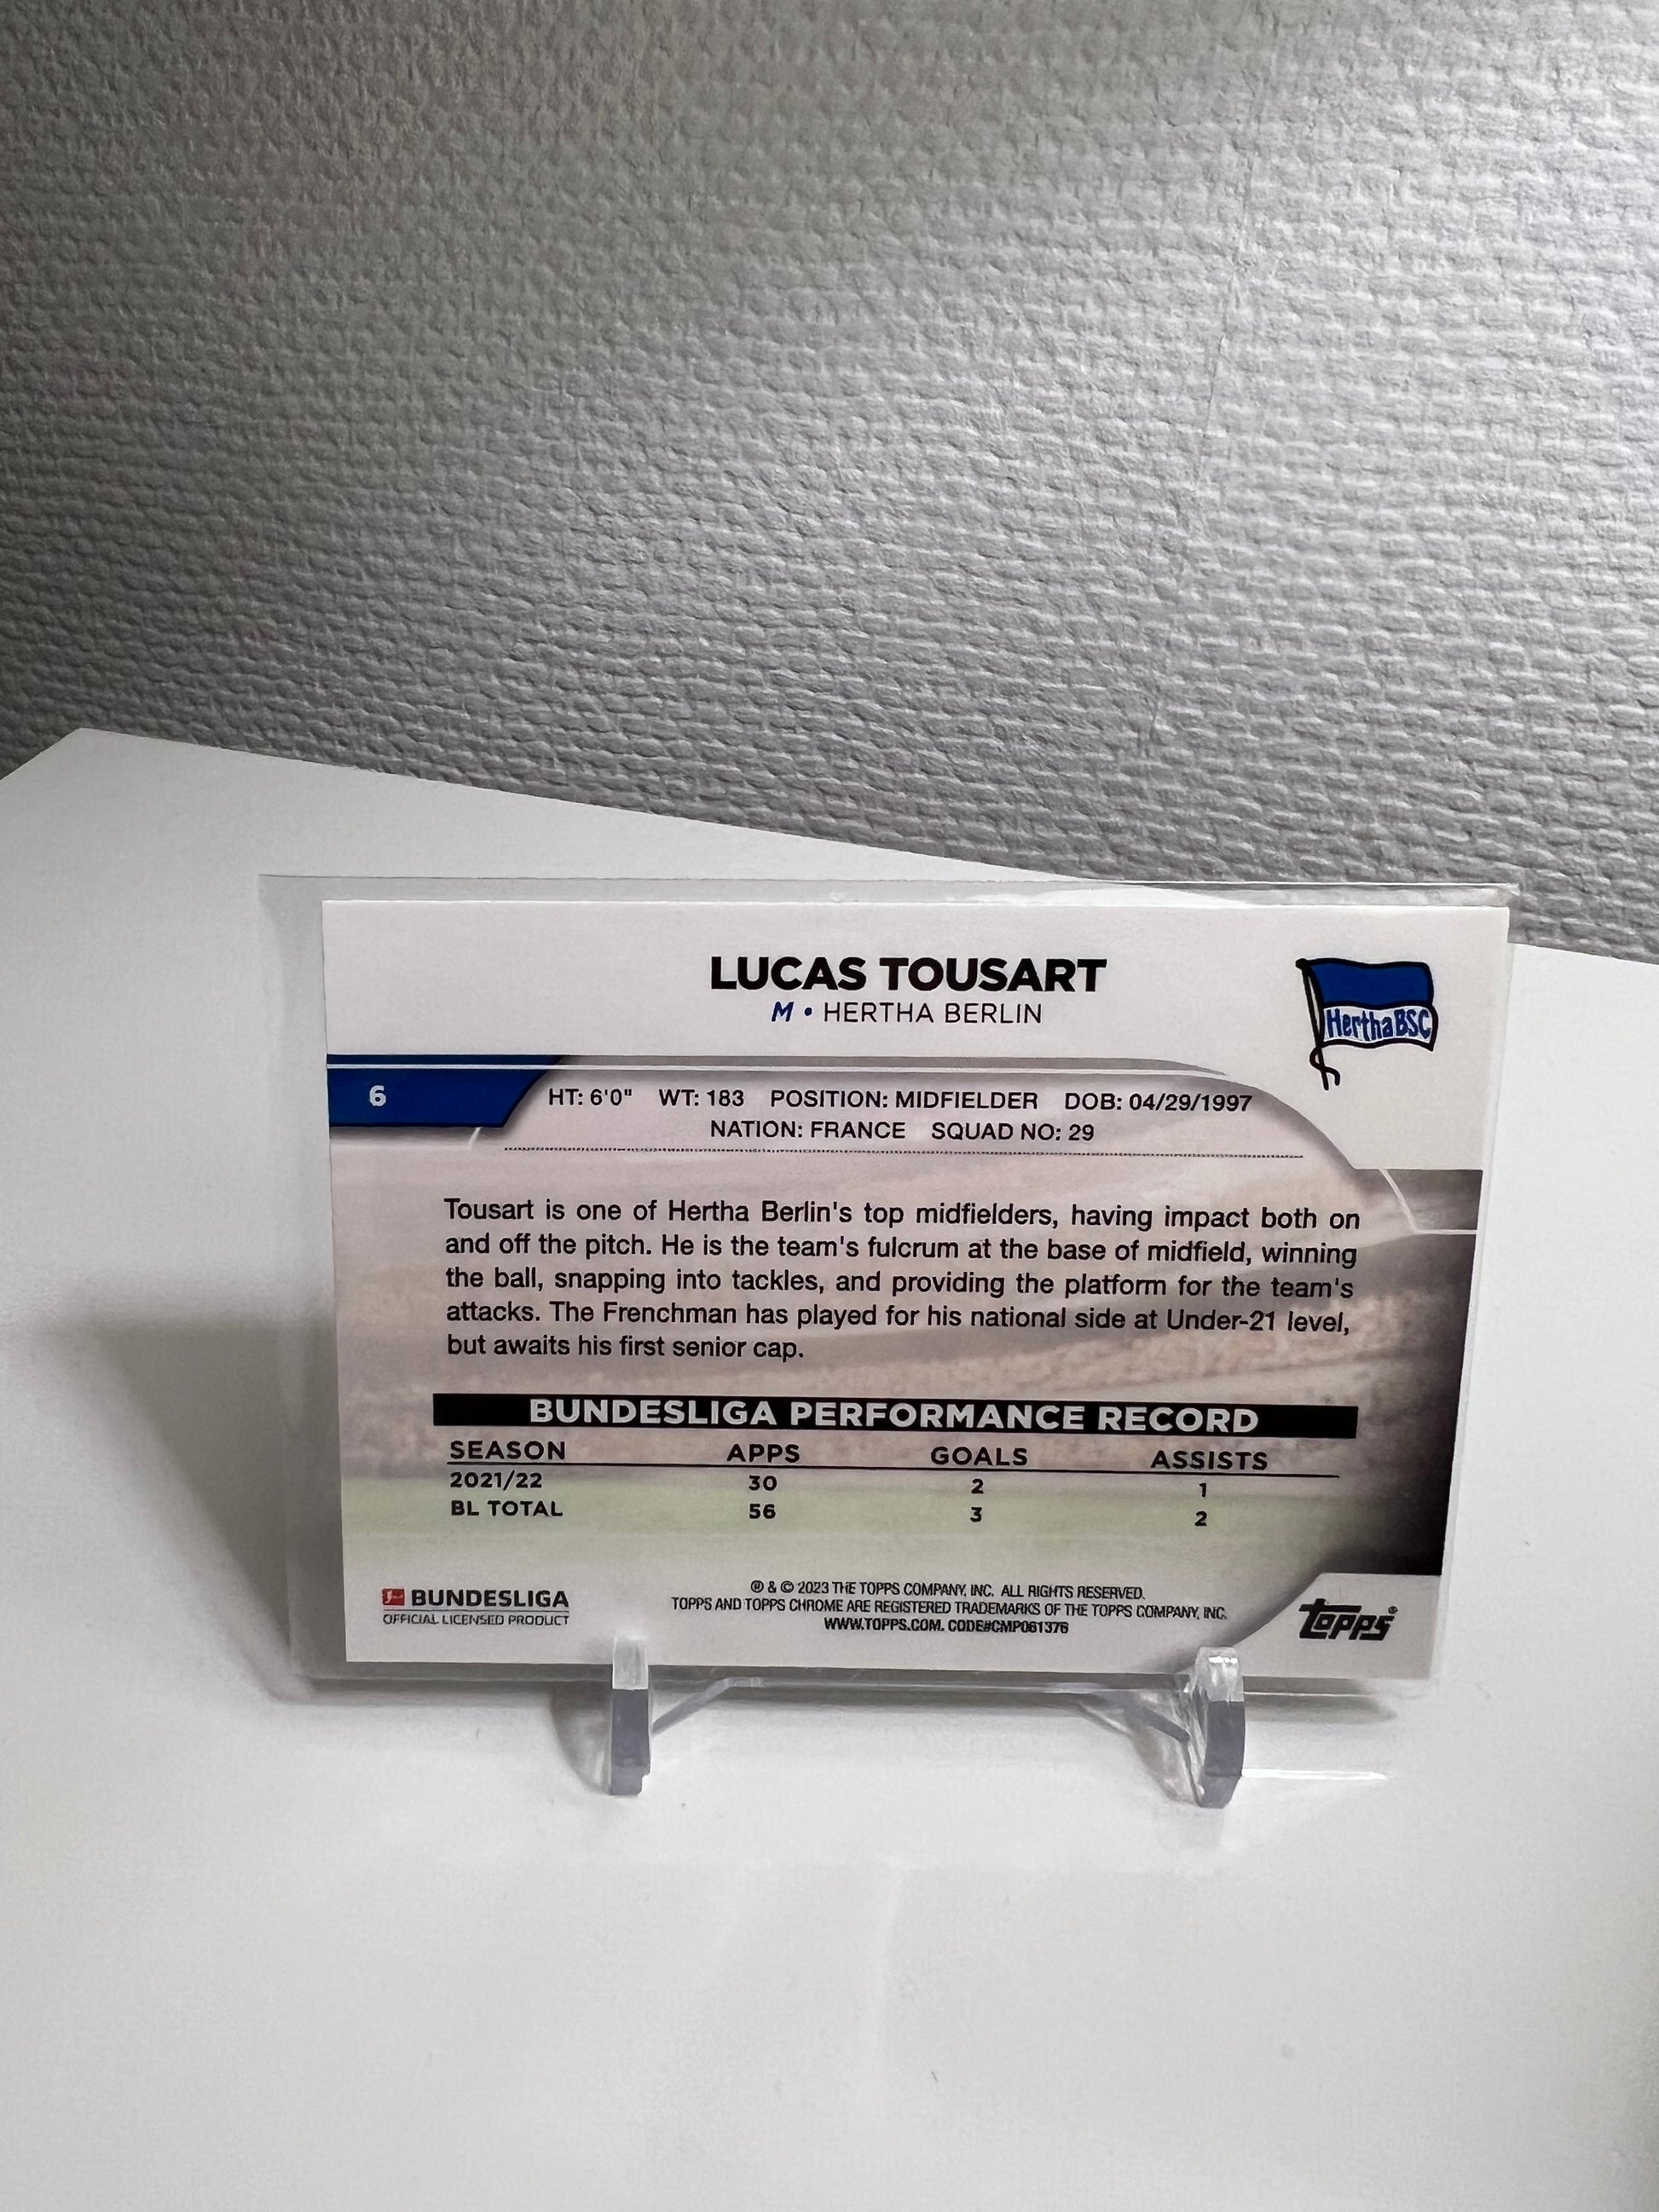 LUCAS TOUSART
M • HERTHA BERLIN
Hertha BSC
6
HT: 6'0" WT: 183 POSITION: MIDFIELDER DOB: 04/29/1997
NATION: FRANCE SQUAD NO: 29
Tousart is one of Hertha Berlin's top midfielders, having impact both on
and off the pitch. He is the team's fulcrum at the base of midfield, winning
the ball, snapping into tackles, and providing the platform for the team's
attacks. The Frenchman has played for his national side at Under-21 level,
but awaits his first senior cap.
BUNDESLIGA PERFORMANCE RECORD
SEASON APPS GOALS ASSISTS
2021/22 30 2 1
BL TOTAL 56 3 2
BUNDESLIGA
OFFICIAL LICENSED PRODUCT
® & © 2023 THE TOPPS COMPANY, INC. ALL RIGHTS RESERVED.
TOPPS AND TOPPS CHROME ARE REGISTERED TRADEMARKS OF THE TOPPS COMPANY, INC.
WWW.TOPPS.COM. CODE#CMP061376
topps®